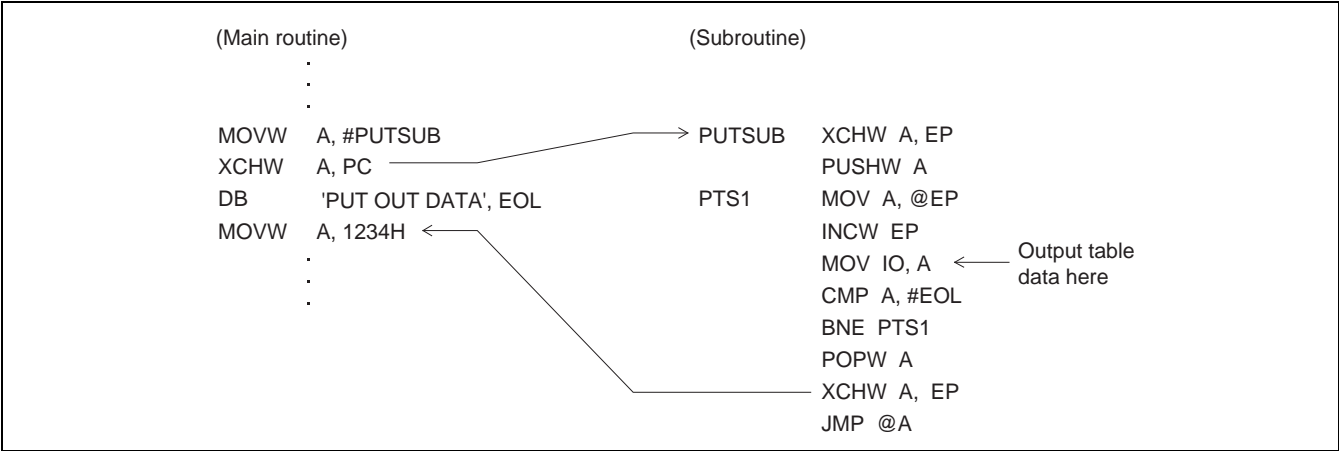 (Main routine)
.
.
.
MOVW A, #PUTSUB
XCHW A, PC
DB 'PUT OUT DATA', EOL
MOVW A, 1234H
.
.
.
(Subroutine)
PUTSUB XCHW A, EP
PUSHW A
PTS1 MOV A, @EP
INCW EP
MOV IO, A
CMP A, #EOL
BNE PTS1
POPW A
XCHW A, EP
JMP @A
Output table
data here